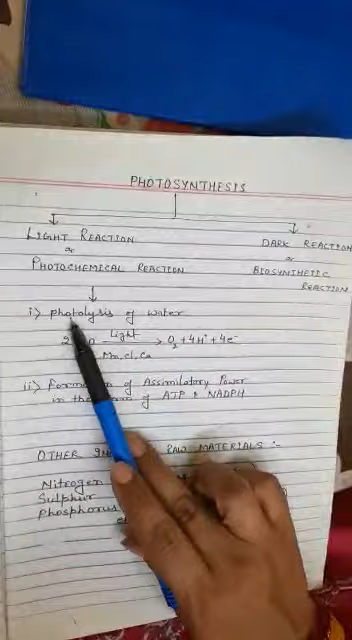 PHOTOSYNTHESIS
LIGHT REACTION
or
PHOTOCHEMICAL REACTION
DARK REACTION
or
BIOSYNTHETIC REACTION
i) Photolysis of water
Light
2 O → O₂ + 4H⁺ + 4e⁻
Mn, Cl, Ca
ii) Formation of Assimilatory Power
in the of ATP & NADPH
OTHER RAW MATERIALS :-
Nitrogen
Sulphur
Phosphorus